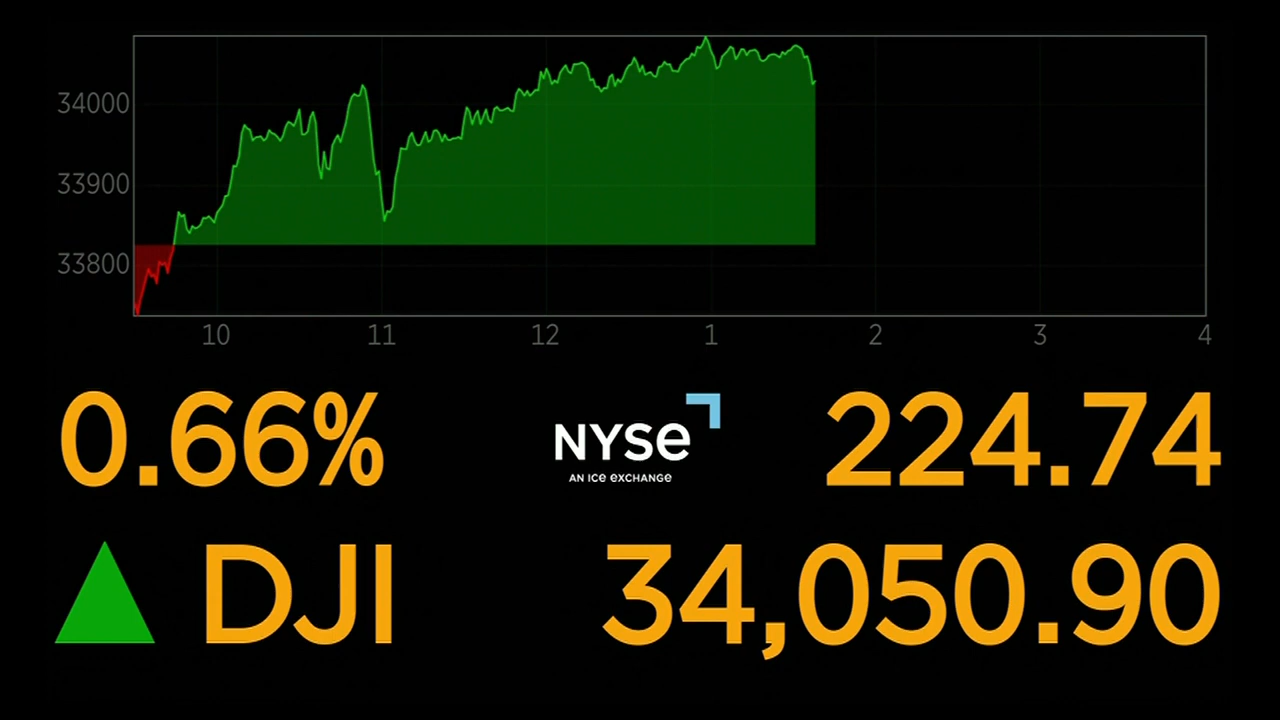 34000
33900
33800
10 11 12 1 2 3 4
0.66% NYSE 224.74
AN ICE EXCHANGE
DJI 34,050.90